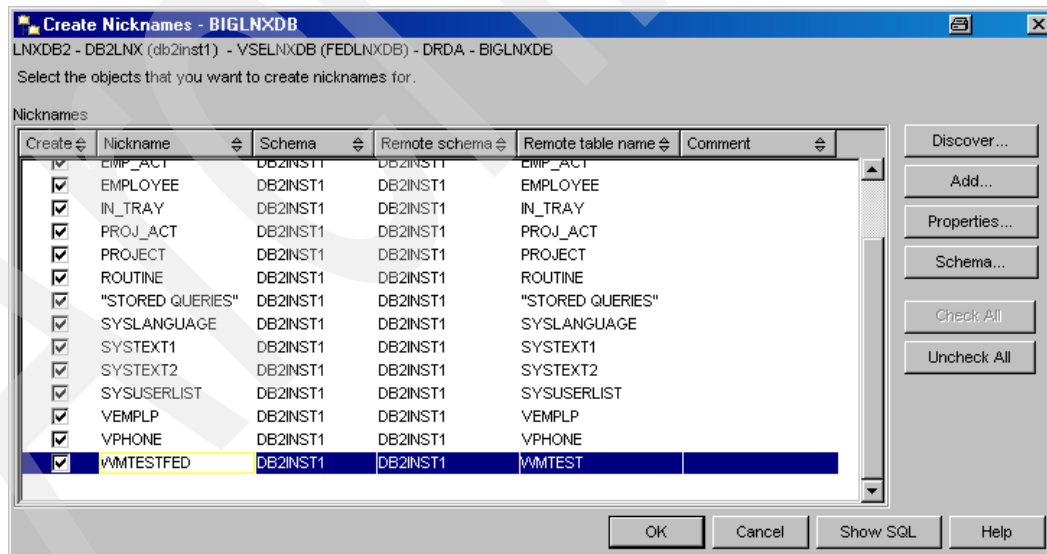 Create Nicknames - BIGLNXDB
LNXDB2 - DB2LNX (db2inst1) - VSELNXDB (FEDLNXDB) - DRDA - BIGLNXDB
Select the objects that you want to create nicknames for.
Nicknames
Create Nickname Schema Remote schema Remote table name Comment
EMP_ACT DB2INST1 DB2INST1 EMP_ACT
EMPLOYEE DB2INST1 DB2INST1 EMPLOYEE
IN_TRAY DB2INST1 DB2INST1 IN_TRAY
PROJ_ACT DB2INST1 DB2INST1 PROJ_ACT
PROJECT DB2INST1 DB2INST1 PROJECT
ROUTINE DB2INST1 DB2INST1 ROUTINE
"STORED QUERIES" DB2INST1 DB2INST1 "STORED QUERIES"
SYSLANGUAGE DB2INST1 DB2INST1 SYSLANGUAGE
SYSTEXT1 DB2INST1 DB2INST1 SYSTEXT1
SYSTEXT2 DB2INST1 DB2INST1 SYSTEXT2
SYSUSERLIST DB2INST1 DB2INST1 SYSUSERLIST
VEMPLP DB2INST1 DB2INST1 VEMPLP
VPHONE DB2INST1 DB2INST1 VPHONE
WMTESTFED DB2INST1 DB2INST1 WMTEST
Discover...
Add...
Properties...
Schema...
Check All
Uncheck All
OK Cancel Show SQL Help